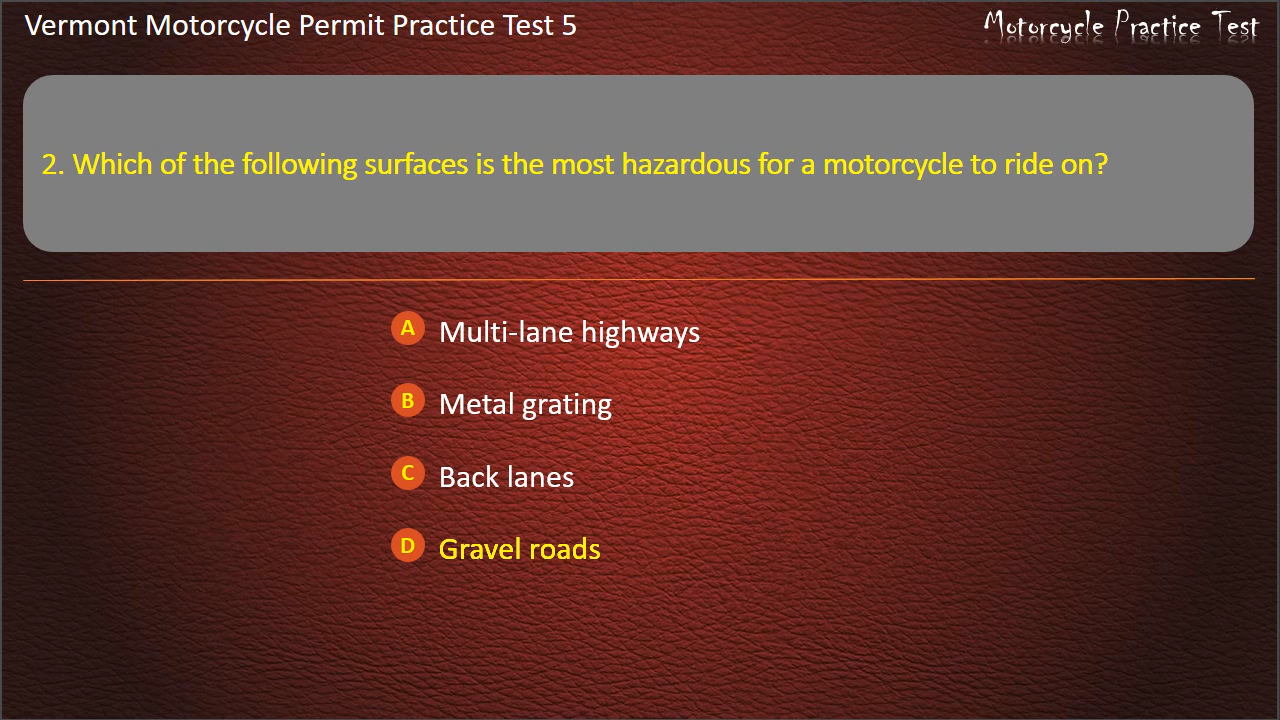 Vermont Motorcycle Permit Practice Test 5
Motorcycle Practice Test
2. Which of the following surfaces is the most hazardous for a motorcycle to ride on?
A Multi-lane highways
B Metal grating
C Back lanes
D Gravel roads